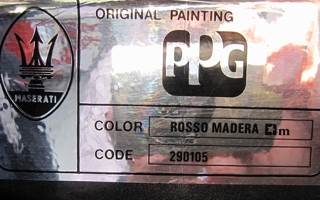 ORIGINAL PAINTING
PPG
MASERATI
COLOR ROSSO MADERA m
CODE 290105